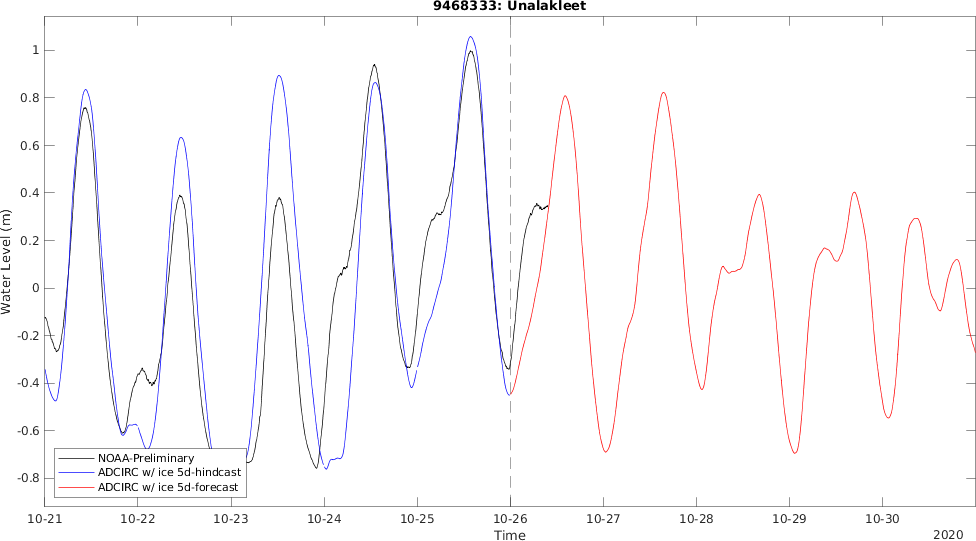 9468333: Unalakleet
Water Level (m)
1
0.8
0.6
0.4
0.2
0
-0.2
-0.4
-0.6
-0.8
NOAA-Preliminary
ADCIRC w/ ice 5d-hindcast
ADCIRC w/ ice 5d-forecast
10-21 10-22 10-23 10-24 10-25 10-26 10-27 10-28 10-29 10-30
Time
2020